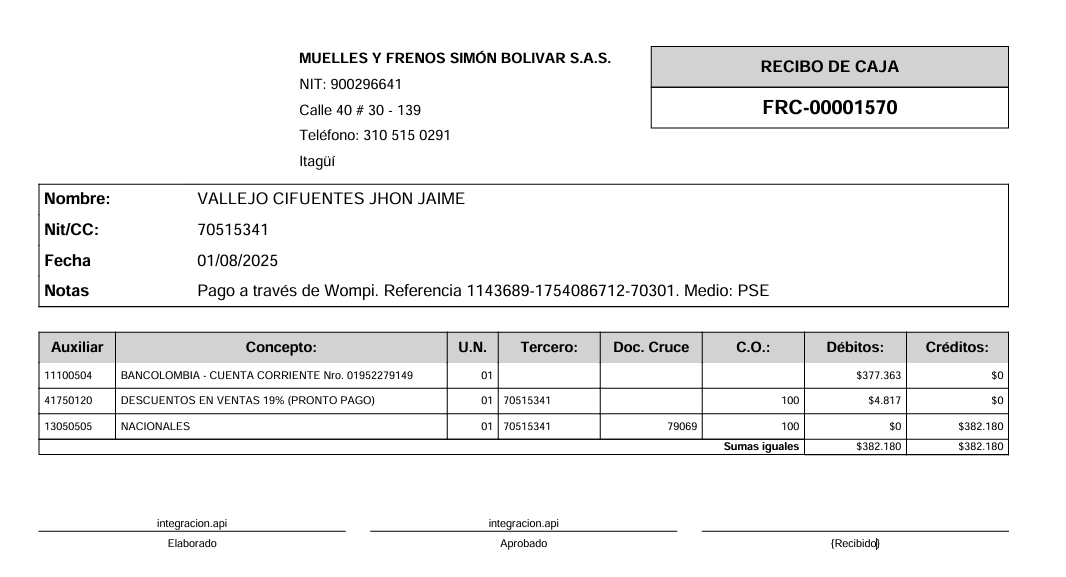 MUELLES Y FRENOS SIMÓN BOLIVAR S.A.S.
NIT: 900296641
Calle 40 # 30 - 139
Teléfono: 310 515 0291
Itagüí
RECIBO DE CAJA
FRC-00001570
Nombre: VALLEJO CIFUENTES JHON JAIME
Nit/CC: 70515341
Fecha 01/08/2025
Notas Pago a través de Wompi. Referencia 1143689-1754086712-70301. Medio: PSE
Auxiliar Concepto: U.N. Tercero: Doc. Cruce C.O.: Débitos: Créditos:
11100504 BANCOLOMBIA - CUENTA CORRIENTE Nro. 01952279149 01 $377.363 $0
41750120 DESCUENTOS EN VENTAS 19% (PRONTO PAGO) 01 70515341 100 $4.817 $0
13050505 NACIONALES 01 70515341 79069 100 $0 $382.180
Sumas iguales $382.180 $382.180
integracion.api integracion.api
Elaborado Aprobado {Recibido}